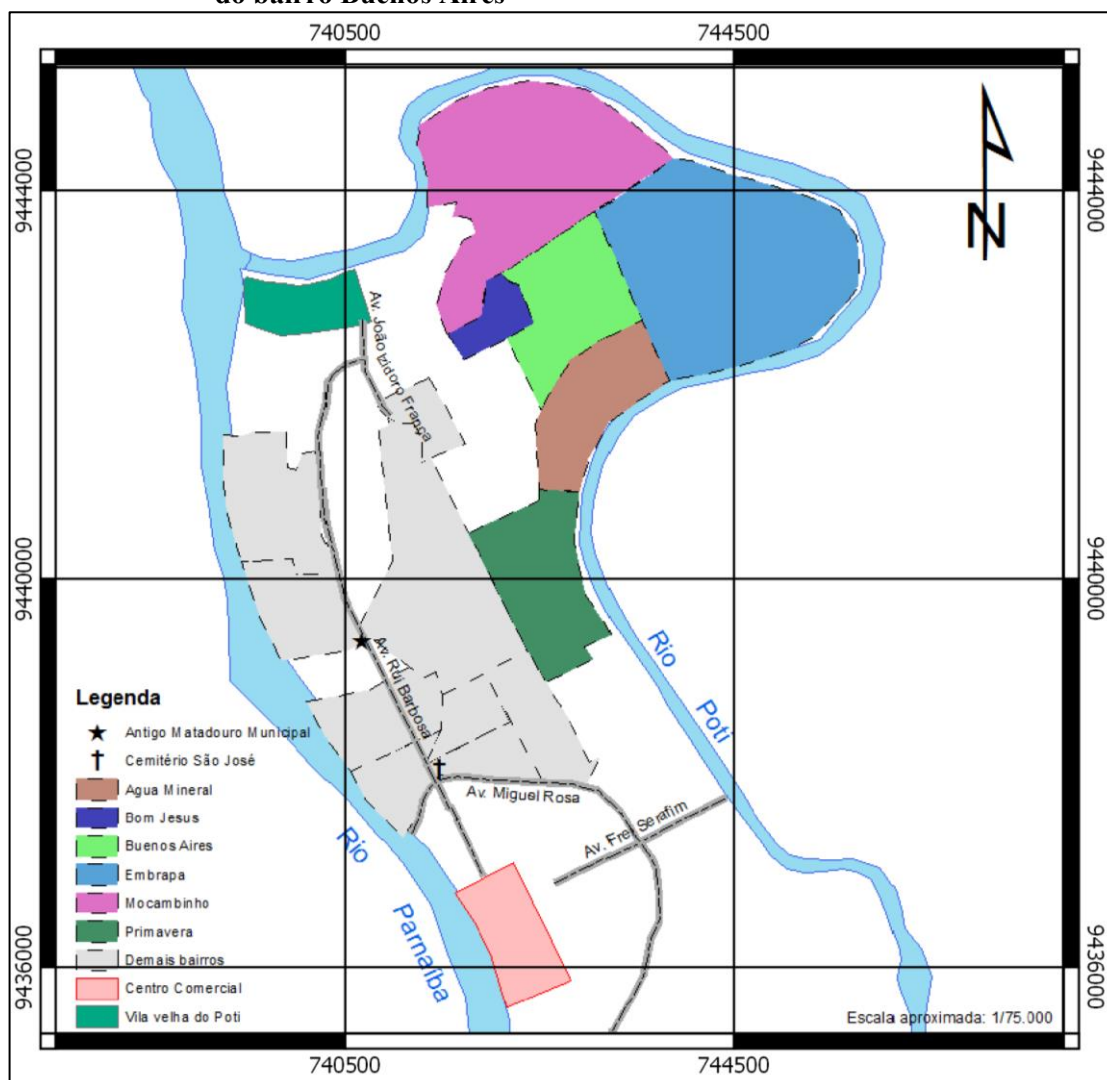 do bairro Buenos Aires
740500 744500
9444000 9444000
Av. João Izidoro França
9440000 9440000
Av. Rui Barbosa
Rio
Poti
Legenda
Antigo Matadouro Municipal
Cemitério São José
Agua Mineral
Bom Jesus
Buenos Aires
Embrapa
Mocambinho
Primavera
Demais bairros
Centro Comercial
Vila velha do Poti
Av. Miguel Rosa
Av. Frei Serafim
Rio
Parnaíba
9436000 9436000
Escala aproximada: 1/75.000
740500 744500
N